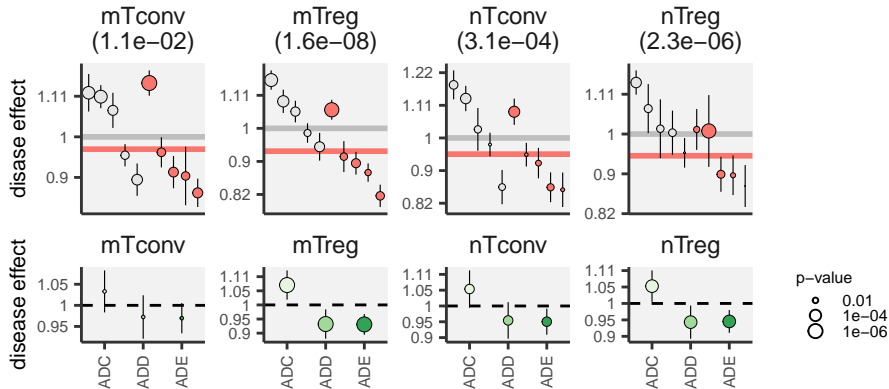 mTconv mTreg nTconv nTreg
(1.1e−02) (1.6e−08) (3.1e−04) (2.3e−06)
disase effect
1.11
1
0.9
1.11
1
0.9
0.82
1.22
1.11
1
0.9
0.82
1.11
1
0.9
0.82
mTconv mTreg nTconv nTreg
disease effect
1.05
1
0.95
1.11
1.05
1
0.95
0.9
1.11
1.05
1
0.95
0.9
1.11
1.05
1
0.95
0.9
ADC ADD ADE
ADC ADD ADE
ADC ADD ADE
ADC ADD ADE
p−value
0.01
1e−04
1e−06